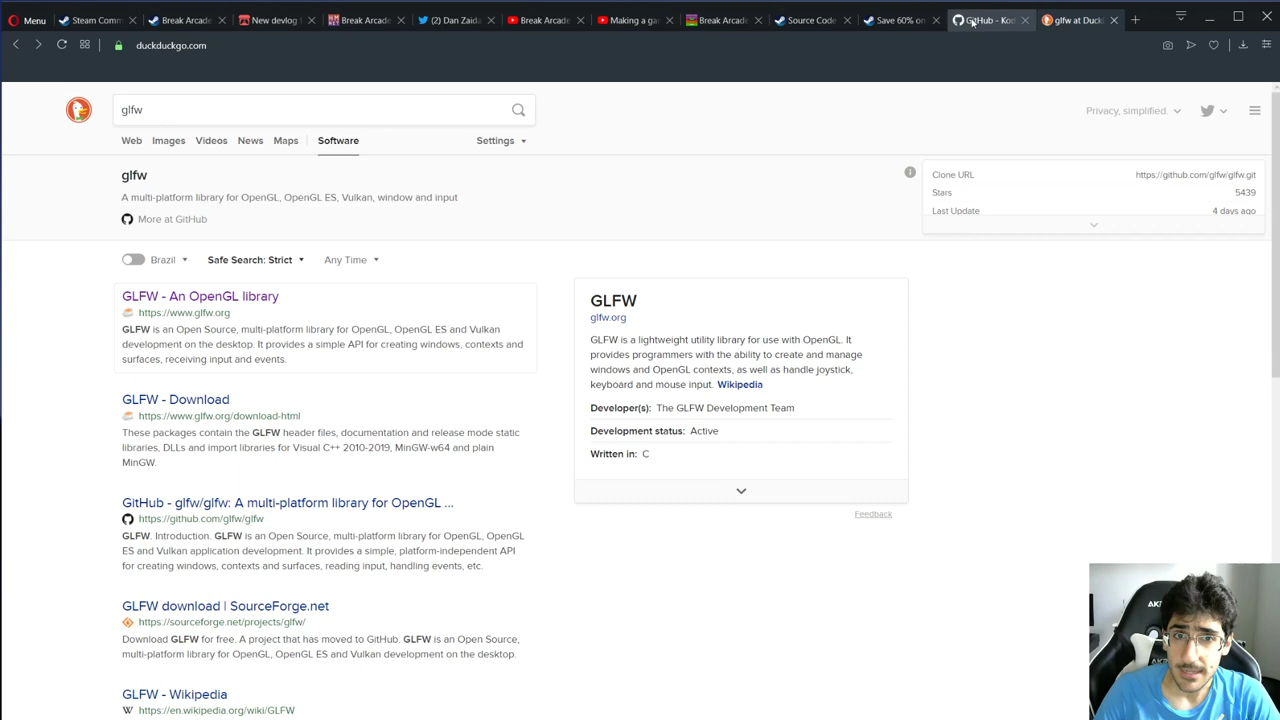 Menu
Steam Comm
Break Arcade
New devlog
Break Arcad
(2) Dan Zaida
Break Arcade
Making a gar
Break Arcade
Source Code
Save 60% on
GitHub - Kod
glfw at Duckl
duckduckgo.com
glfw
Privacy, simplified.
Web
Images
Videos
News
Maps
Software
Settings
glfw
A multi-platform library for OpenGL, OpenGL ES, Vulkan, window and input
More at GitHub
Clone URL https://github.com/glfw/glfw.git
Stars 5439
Last Update 4 days ago
Brazil
Safe Search: Strict
Any Time
GLFW - An OpenGL library
https://www.glfw.org
GLFW is an Open Source, multi-platform library for OpenGL, OpenGL ES and Vulkan
development on the desktop. It provides a simple API for creating windows, contexts and
surfaces, receiving input and events.
GLFW - Download
https://www.glfw.org/download-html
These packages contain the GLFW header files, documentation and release mode static
libraries, DLLs and import libraries for Visual C++ 2010-2019, MinGW-w64 and plain
MinGW.
GitHub - glfw/glfw: A multi-platform library for OpenGL ...
https://github.com/glfw/glfw
GLFW. Introduction. GLFW is an Open Source, multi-platform library for OpenGL, OpenGL
ES and Vulkan application development. It provides a simple, platform-independent API
for creating windows, contexts and surfaces, reading input, handling events, etc.
GLFW download | SourceForge.net
https://sourceforge.net/projects/glfw/
Download GLFW for free. A project that has moved to GitHub. GLFW is an Open Source,
multi-platform library for OpenGL, OpenGL ES and Vulkan development on the desktop.
GLFW - Wikipedia
https://en.wikipedia.org/wiki/GLFW
GLFW
glfw.org
GLFW is a lightweight utility library for use with OpenGL. It
provides programmers with the ability to create and manage
windows and OpenGL contexts, as well as handle joystick,
keyboard and mouse input. Wikipedia
Developer(s): The GLFW Development Team
Development status: Active
Written in: C
Feedback